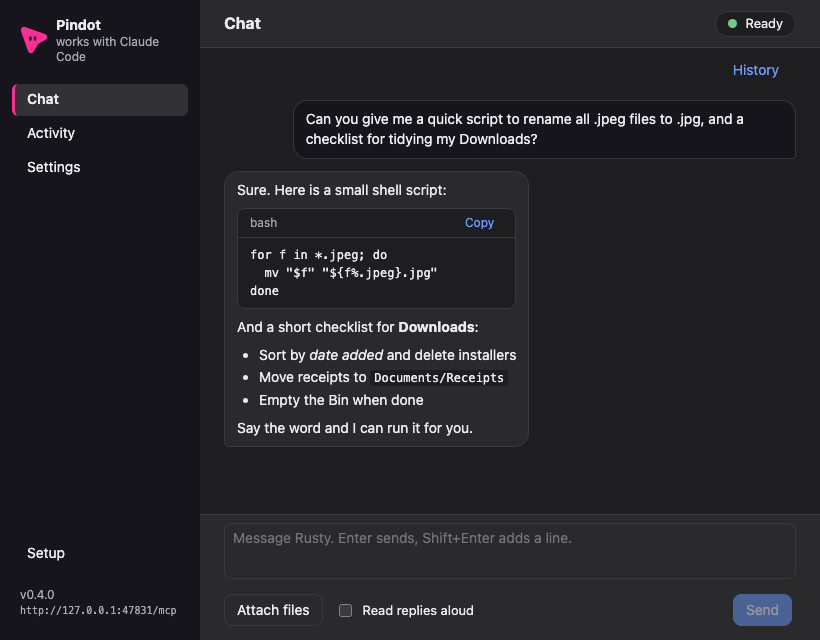 Pindot
works with Claude
Code
Chat
Activity
Settings
Setup
v0.4.0
http://127.0.0.1:47831/mcp
Chat
Ready
History
Can you give me a quick script to rename all .jpeg files to .jpg, and a
checklist for tidying my Downloads?
Sure. Here is a small shell script:
bash
Copy
for f in *.jpeg; do
  mv "$f" "${f%.jpeg}.jpg"
done
And a short checklist for Downloads:
• Sort by date added and delete installers
• Move receipts to Documents/Receipts
• Empty the Bin when done
Say the word and I can run it for you.
Message Rusty. Enter sends, Shift+Enter adds a line.
Attach files
Read replies aloud
Send